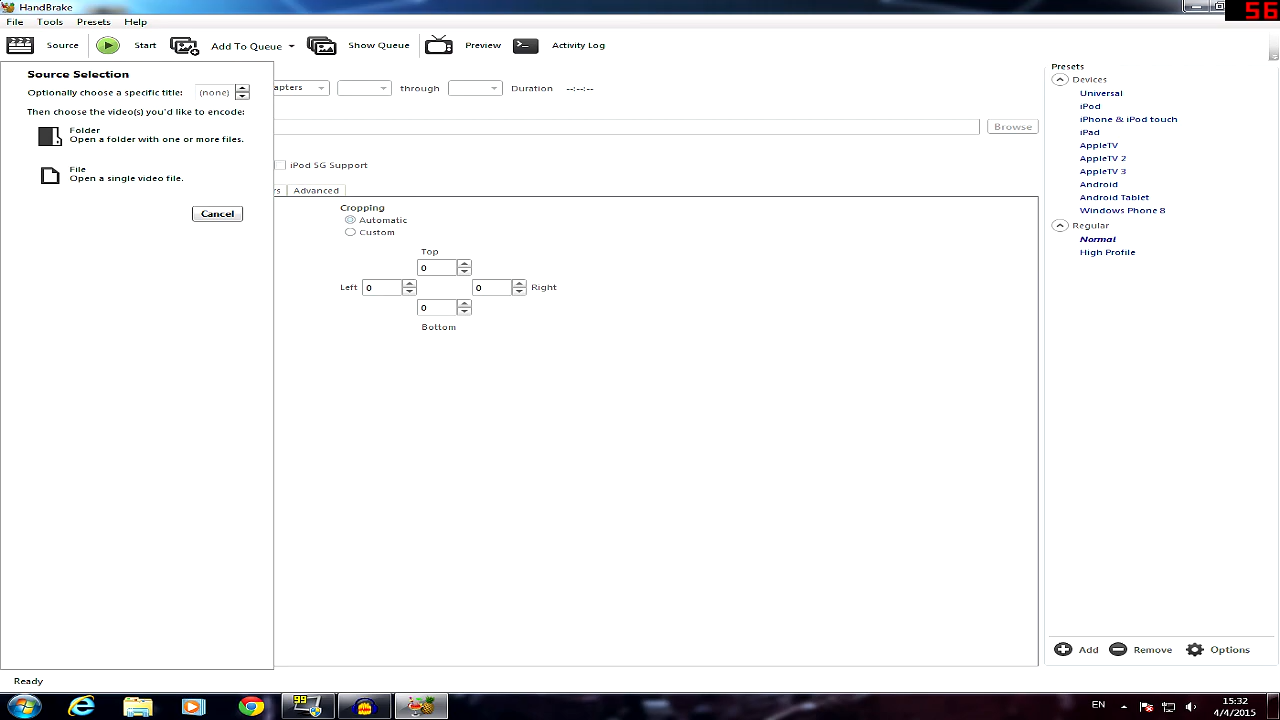 HandBrake
56
File Tools Presets Help
Source Start Add To Queue Show Queue Preview Activity Log
Source Selection
Optionally choose a specific title: (none)
Then choose the video(s) you'd like to encode:
Folder
Open a folder with one or more files.
File
Open a single video file.
Cancel
apters through Duration --:--:--
Browse
iPod 5G Support
rs Advanced
Cropping
Automatic
Custom
Top
0
Left 0 0 Right
0
Bottom
Presets
Devices
Universal
iPod
iPhone & iPod touch
iPad
AppleTV
AppleTV 2
AppleTV 3
Android
Android Tablet
Windows Phone 8
Regular
Normal
High Profile
Add Remove Options
Ready
99
EN
15:32
4/4/2015